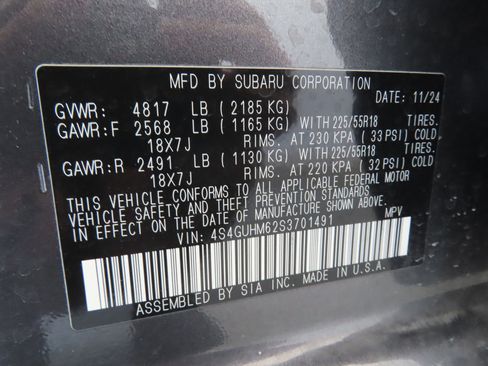 MFD BY SUBARU CORPORATION
DATE: 11/24
GVWR: 4817 LB (2185 KG)
GAWR:F 2568 LB (1165 KG) WITH 225/55R18 TIRES.
18X7J RIMS. AT 230 KPA (33 PSI) COLD
GAWR:R 2491 LB (1130 KG) WITH 225/55R18 TIRES.
18X7J RIMS. AT 220 KPA (32 PSI) COLD
THIS VEHICLE CONFORMS TO ALL APPLICABLE FEDERAL MOTOR
VEHICLE SAFETY AND THEFT PREVENTION STANDARDS
IN EFFECT ON THE DATE OF MANUFACTURE SHOWN ABOVE.
VIN: 4S4GUHM62S3701491 MPV
ASSEMBLED BY SIA INC. MADE IN U.S.A.